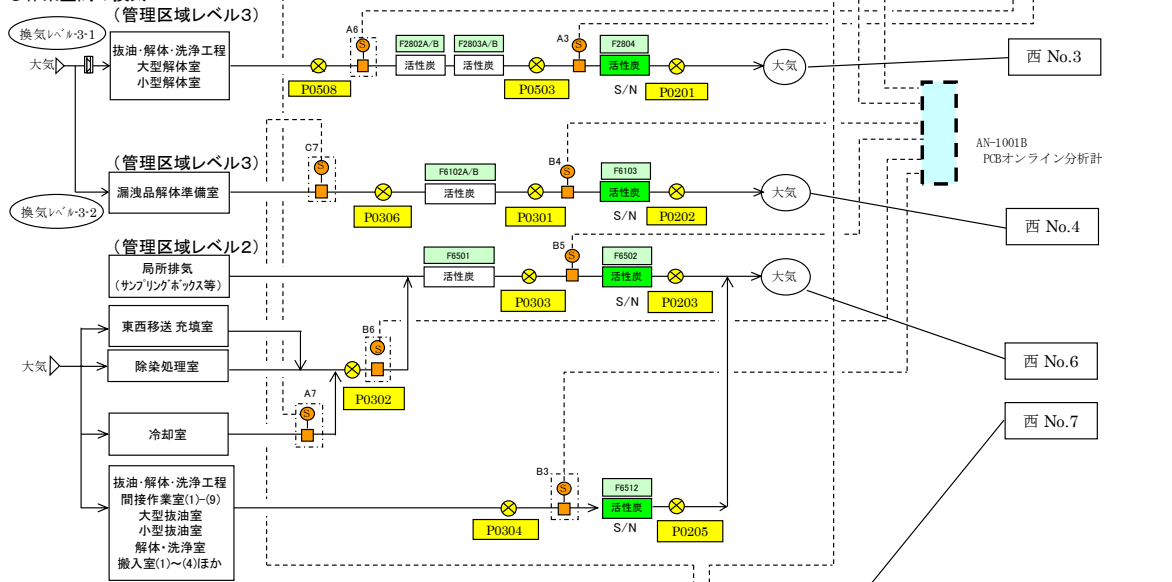 (管理区域レベル3)
換気レベル-3-1
大気
抜油・解体・洗浄工程
大型解体室
小型解体室
P0508
A6
S
F2802A/B
活性炭
F2803A/B
活性炭
P0503
A3
S
F2804
活性炭
S/N
P0201
大気
西 No.3
AN-1001B
PCBオンライン分析計
(管理区域レベル3)
漏洩品解体準備室
換気レベル-3-2
C7
S
P0306
F6102A/B
活性炭
P0301
B4
S
F6103
活性炭
S/N
P0202
大気
西 No.4
(管理区域レベル2)
局所排気
(サンプリングボックス等)
F6501
活性炭
P0303
B5
S
F6502
活性炭
S/N
P0203
大気
西 No.6
大気
東西移送 充填室
除染処理室
B6
S
P0302
A7
S
冷却室
西 No.7
抜油・解体・洗浄工程
間接作業室(1)-(9)
大型抜油室
小型抜油室
解体・洗浄室
搬入室(1)～(4)ほか
P0304
B3
S
F6512
活性炭
S/N
P0205